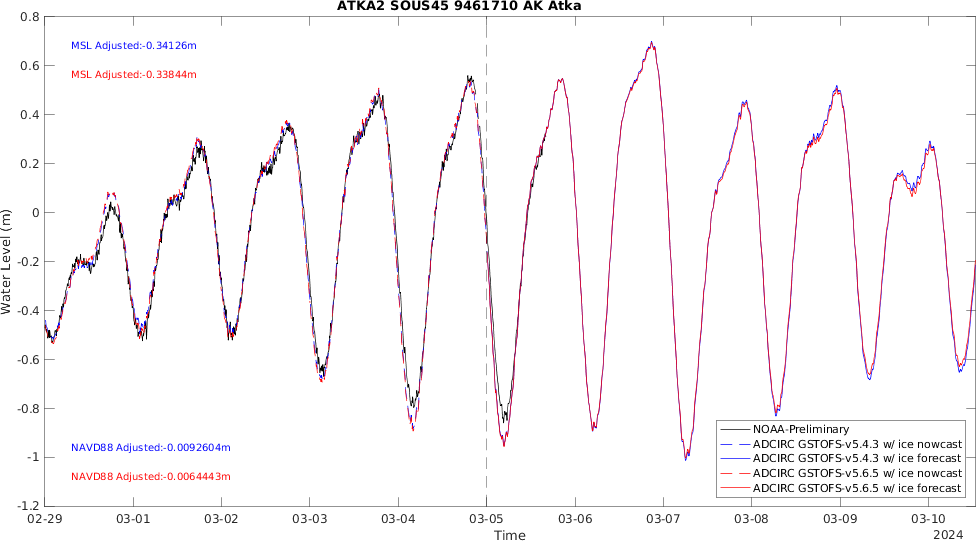 ATKA2 SOUS45 9461710 AK Atka
0.8
0.6
0.4
0.2
0
-0.2
-0.4
-0.6
-0.8
-1
-1.2
Water Level (m)
MSL Adjusted:-0.34126m
MSL Adjusted:-0.33844m
NAVD88 Adjusted:-0.0092604m
NAVD88 Adjusted:-0.0064443m
NOAA-Preliminary
ADCIRC GSTOFS-v5.4.3 w/ ice nowcast
ADCIRC GSTOFS-v5.4.3 w/ ice forecast
ADCIRC GSTOFS-v5.6.5 w/ ice nowcast
ADCIRC GSTOFS-v5.6.5 w/ ice forecast
02-29 03-01 03-02 03-03 03-04 03-05 03-06 03-07 03-08 03-09 03-10
Time
2024